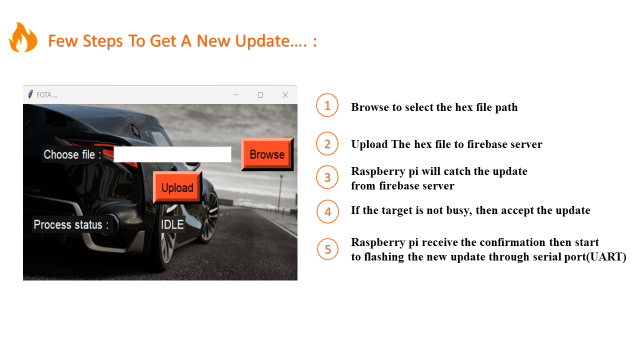 Few Steps To Get A New Update.... :
FOTA ...
Choose file :
Browse
Upload
Process status :
IDLE
1
Browse to select the hex file path
2
Upload The hex file to firebase server
3
Raspberry pi will catch the update
from firebase server
4
If the target is not busy, then accept the update
5
Raspberry pi receive the confirmation then start
to flashing the new update through serial port(UART)